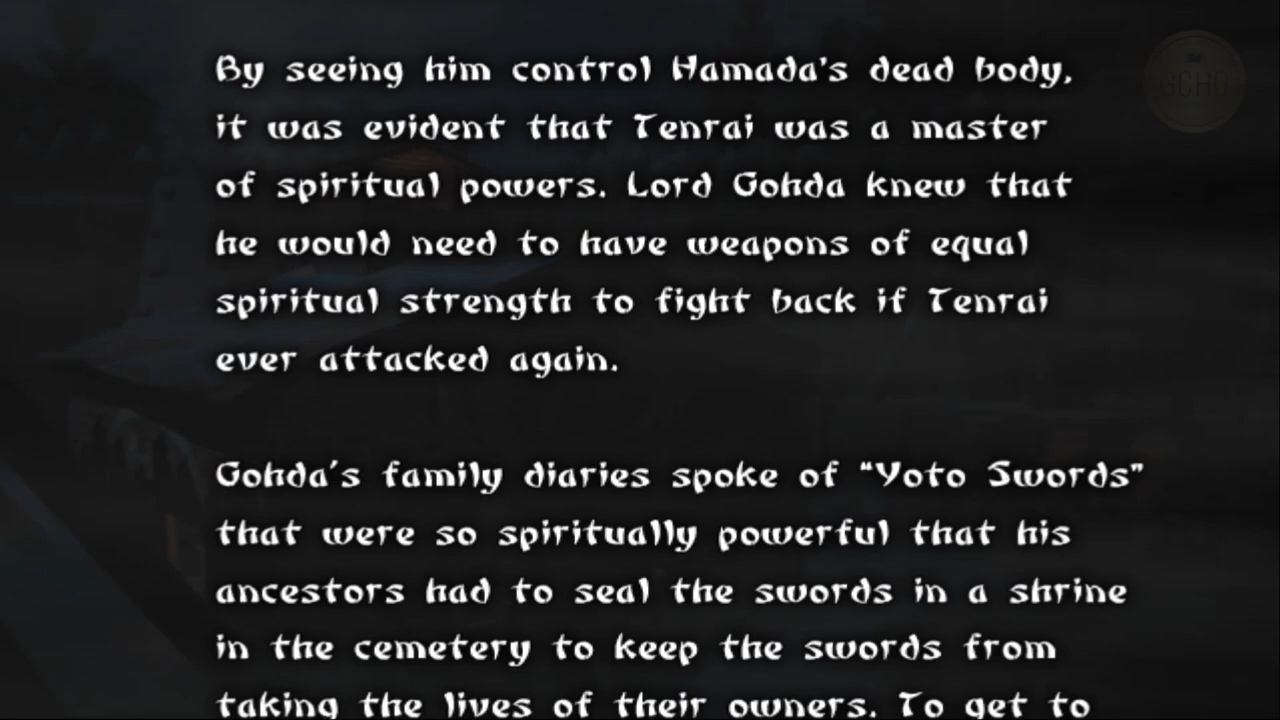 By seeing him control Hamada's dead body,
it was evident that Tenrai was a master
of spiritual powers. Lord Gohda knew that
he would need to have weapons of equal
spiritual strength to fight back if Tenrai
ever attacked again.
Gohda's family diaries spoke of "Yoto Swords"
that were so spiritually powerful that his
ancestors had to seal the swords in a shrine
in the cemetery to keep the swords from
taking the lives of their owners. To get to
GCHG